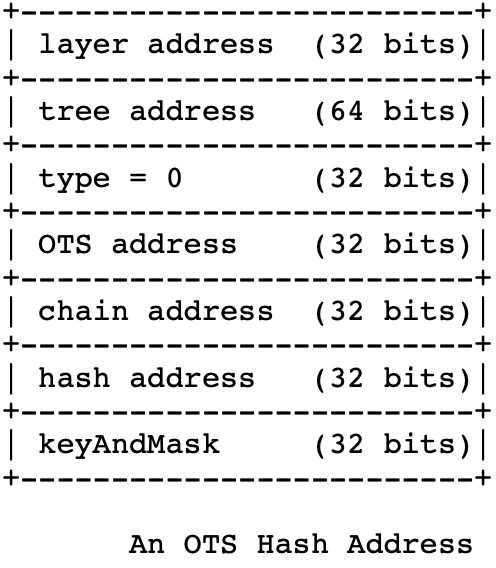 +-------------------------+
| layer address  (32 bits)|
+-------------------------+
| tree address   (64 bits)|
+-------------------------+
| type = 0       (32 bits)|
+-------------------------+
| OTS address    (32 bits)|
+-------------------------+
| chain address  (32 bits)|
+-------------------------+
| hash address   (32 bits)|
+-------------------------+
| keyAndMask     (32 bits)|
+-------------------------+
An OTS Hash Address